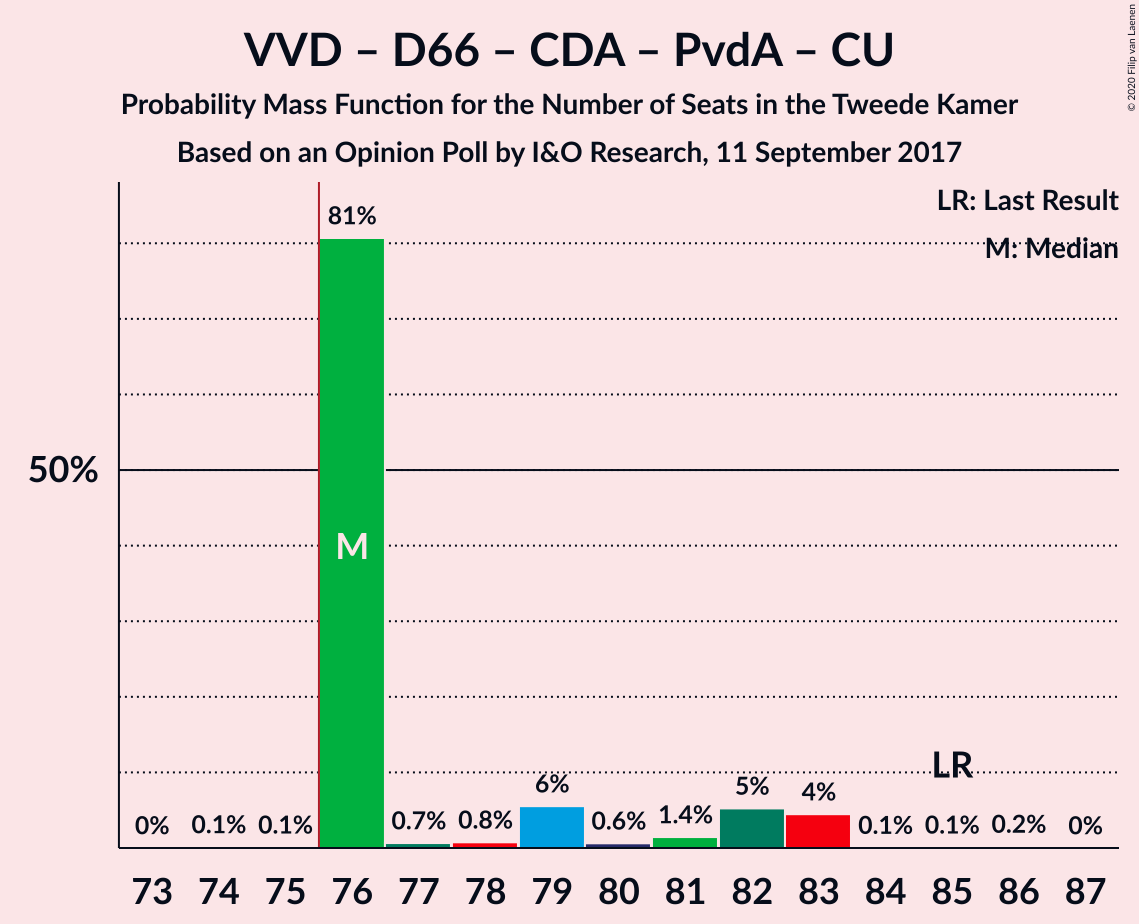 VVD – D66 – CDA – PvdA – CU
Probability Mass Function for the Number of Seats in the Tweede Kamer
Based on an Opinion Poll by I&O Research, 11 September 2017
© 2020 Filip van Laenen
LR: Last Result
M: Median
81%
50%
M
LR
0% 0.1% 0.1% 0.7% 0.8% 6% 0.6% 1.4% 5% 4% 0.1% 0.1% 0.2% 0%
73 74 75 76 77 78 79 80 81 82 83 84 85 86 87